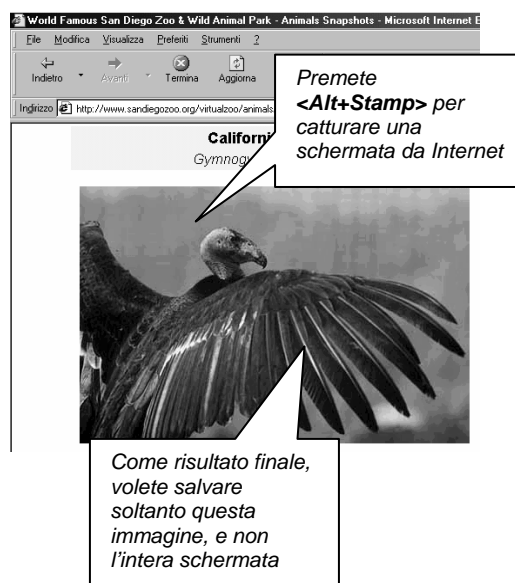 World Famous San Diego Zoo & Wild Animal Park - Animals Snapshots - Microsoft Internet E
File Modifica Visualizza Preferiti Strumenti ?
Indietro Avanti Termina Aggiorna
Indirizzo http://www.sandiegozoo.org/virtualzoo/animals
Premete
<Alt+Stamp> per
catturare una
schermata da Internet
Californi
Gymnog
Come risultato finale,
volete salvare
soltanto questa
immagine, e non
l'intera schermata